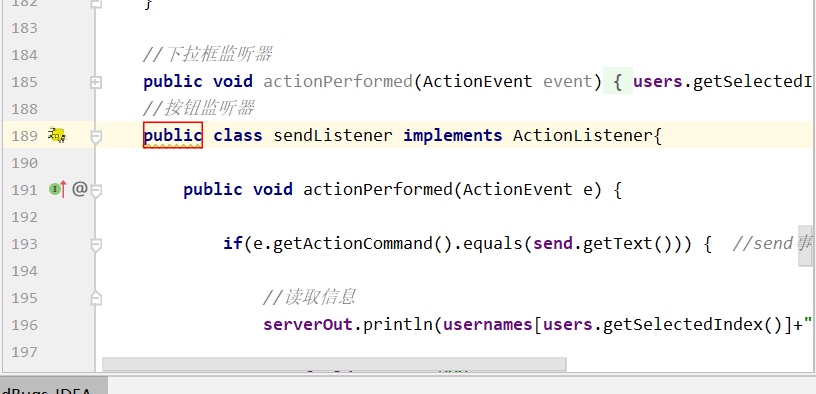 182 }
183
184 //下拉框监听器
185 public void actionPerformed(ActionEvent event) { users.getSelectedI
188 //按钮监听器
189 public class sendListener implements ActionListener{
190
191 @ public void actionPerformed(ActionEvent e) {
192
193 if(e.getActionCommand().equals(send.getText())) { //send事
194
195 //读取信息
196 serverOut.println(usernames[users.getSelectedIndex()]+"
197
dBugs-IDEA